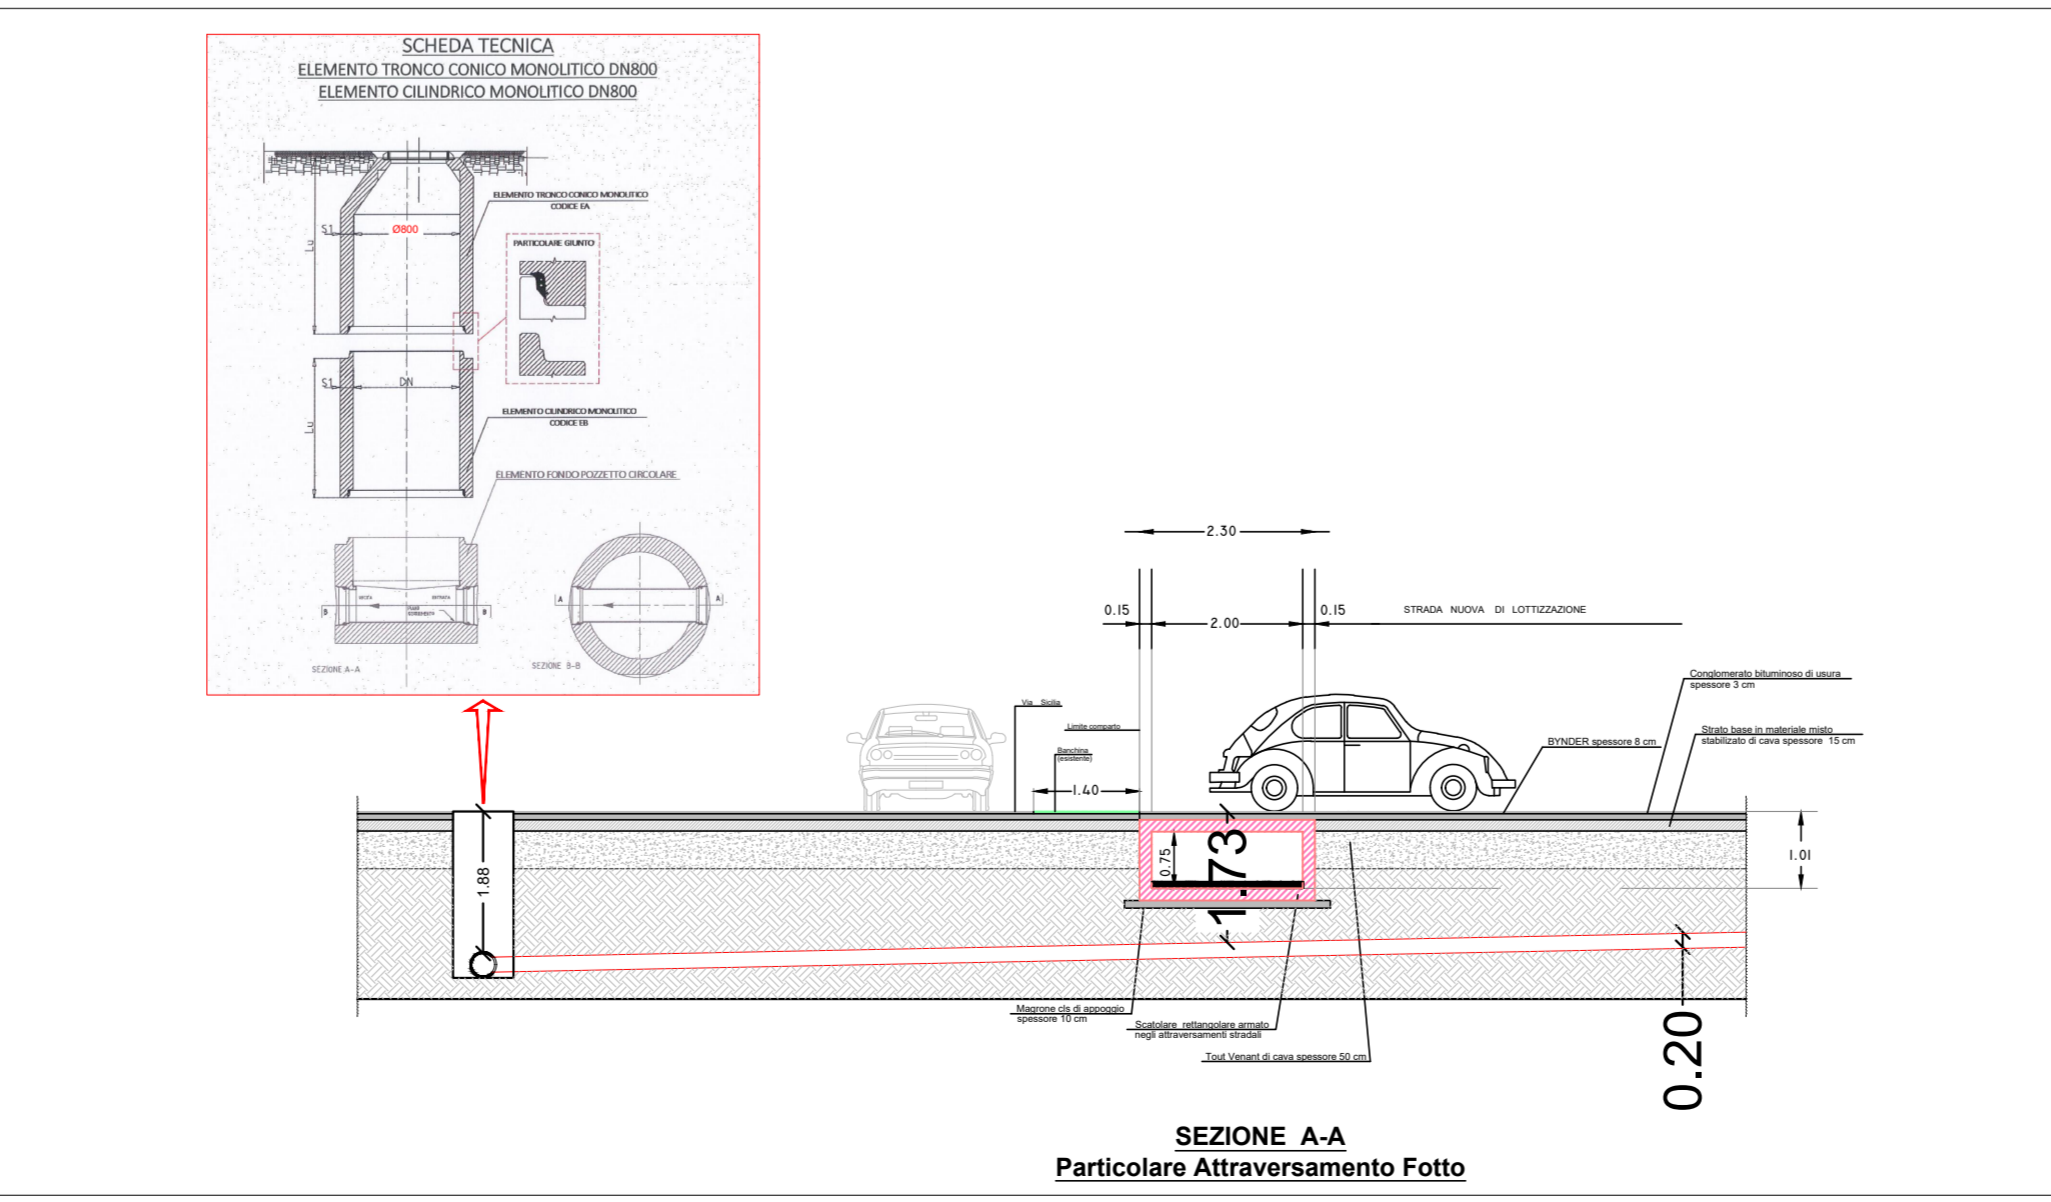 SCHEDA TECNICA
ELEMENTO TRONCO CONICO MONOLITICO DN800
ELEMENTO CILINDRICO MONOLITICO DN800
ELEMENTO TRONCO CONICO MONOLITICO
CODICE EA
S1
Ø800
Lu
PARTICOLARE GIUNTO
S1
DN
Lu
ELEMENTO CILINDRICO MONOLITICO
CODICE EB
ELEMENTO FONDO POZZETTO CIRCOLARE
B
B
A
A
SEZIONE A-A
SEZIONE B-B
2.30
0.15
2.00
0.15
STRADA NUOVA DI LOTTIZZAZIONE
Via Sicilia
Limite comparto
Banchina
(esistente)
1.40
Conglomerato bituminoso di usura
spessore 3 cm
Strato base in materiale misto
stabilizato di cava spessore 15 cm
BYNDER spessore 8 cm
1.88
0.75
1.73
1.01
0.20
Magrone cls di appoggio
spessore 10 cm
Scatolare rettangolare armato
negli attraversamenti stradali
Tout Venant di cava spessore 50 cm
SEZIONE A-A
Particolare Attraversamento Fotto